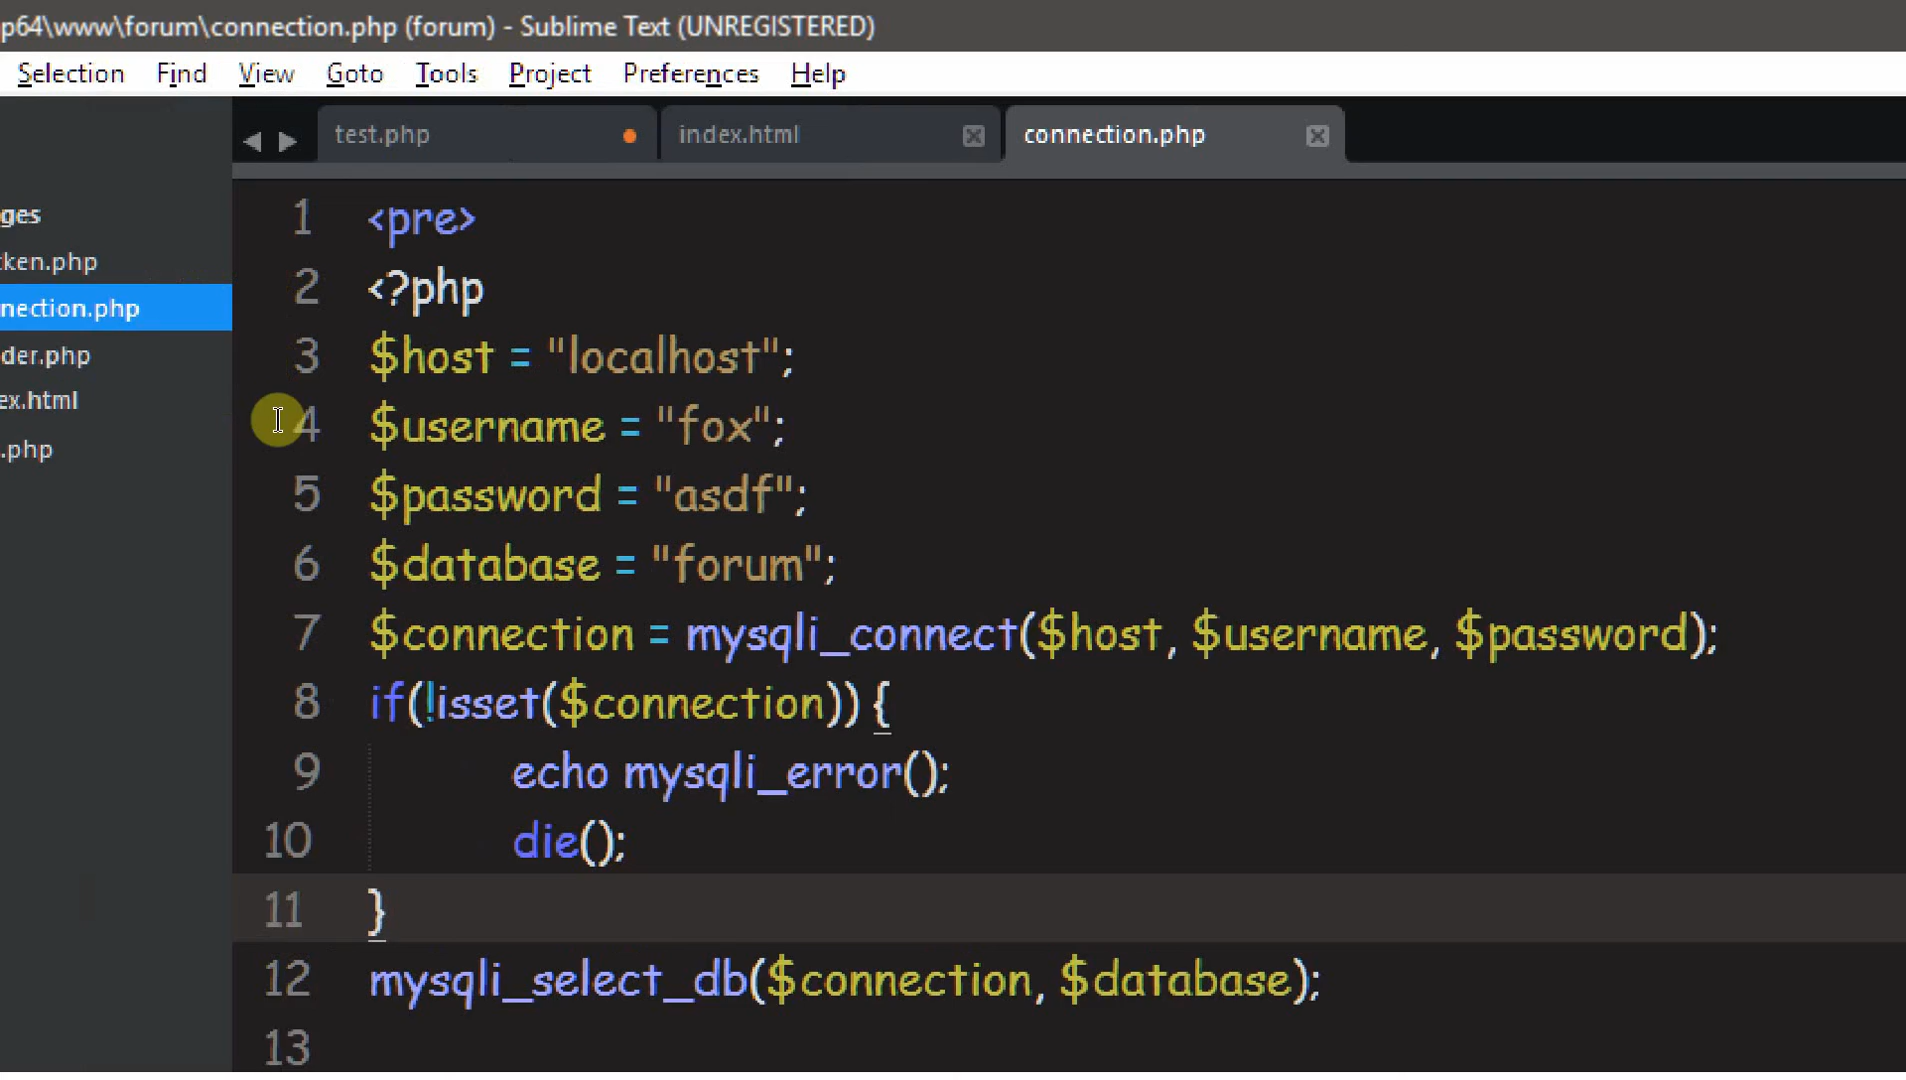 p64\www\forum\connection.php (forum) - Sublime Text (UNREGISTERED)
Selection Find View Goto Tools Project Preferences Help
test.php index.html connection.php
ges
ken.php
nection.php
der.php
ex.html
.php
1 <pre>
2 <?php
3 $host = "localhost";
4 $username = "fox";
5 $password = "asdf";
6 $database = "forum";
7 $connection = mysqli_connect($host, $username, $password);
8 if(!isset($connection)) {
9 echo mysqli_error();
10 die();
11 }
12 mysqli_select_db($connection, $database);
13